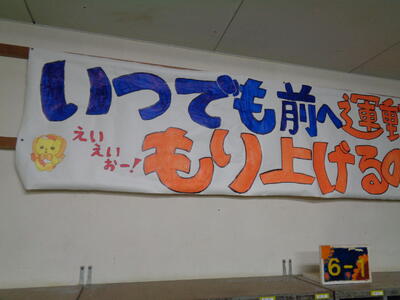 いつでも前へ運動
えい
えい
おー!
もり上げるの
6-1